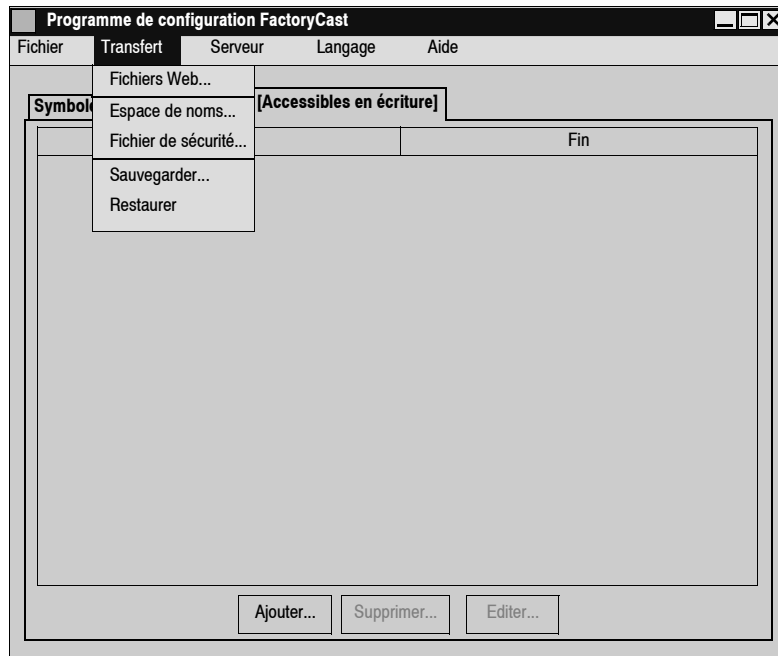 Programme de configuration FactoryCast
Fichier Transfert Serveur Langage Aide
Fichiers Web...
Espace de noms...
Fichier de sécurité...
Sauvegarder...
Restaurer
[Accessibles en écriture]
Fin
Ajouter... Supprimer... Editer...